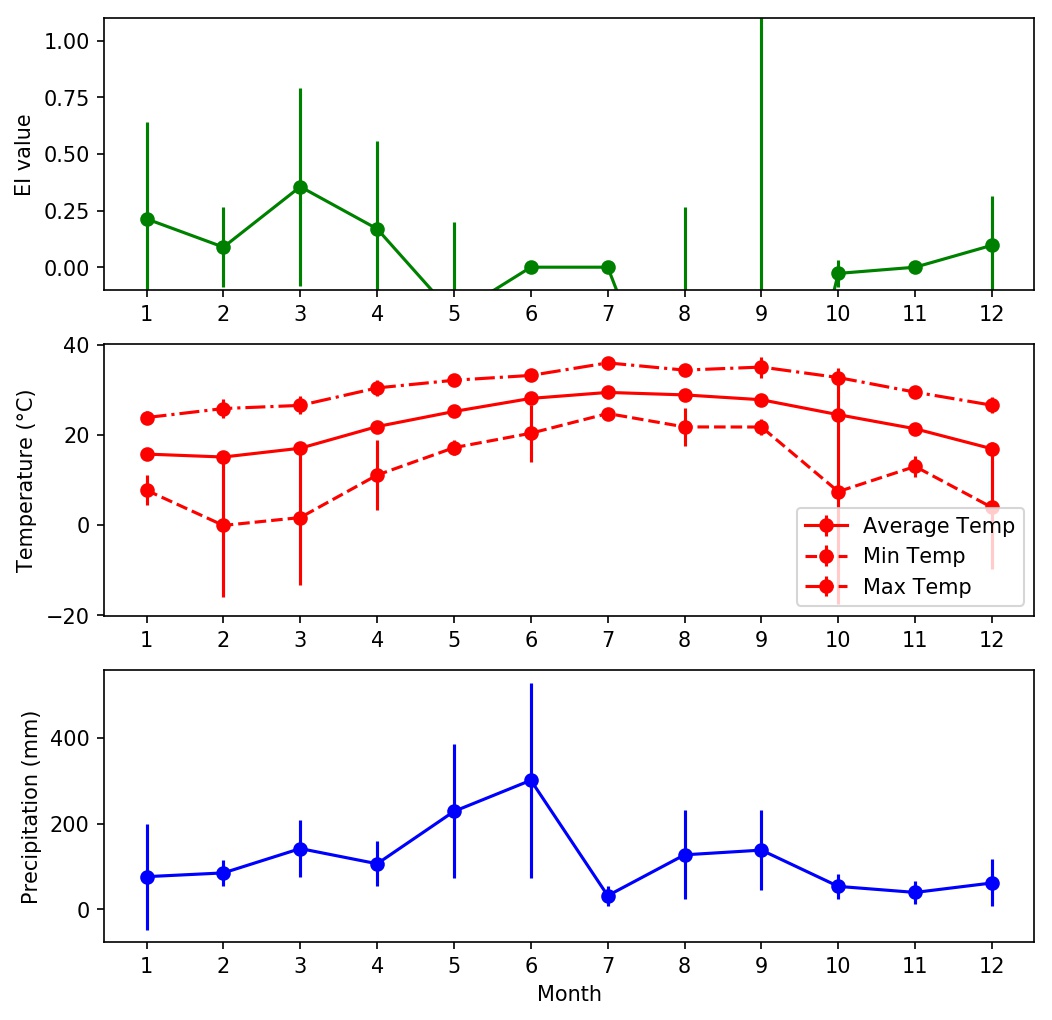 1.00
0.75
0.50
0.25
0.00
EI value
1 2 3 4 5 6 7 8 9 10 11 12
40
20
0
−20
Temperature (°C)
Average Temp
Min Temp
Max Temp
1 2 3 4 5 6 7 8 9 10 11 12
400
200
0
Precipitation (mm)
1 2 3 4 5 6 7 8 9 10 11 12
Month